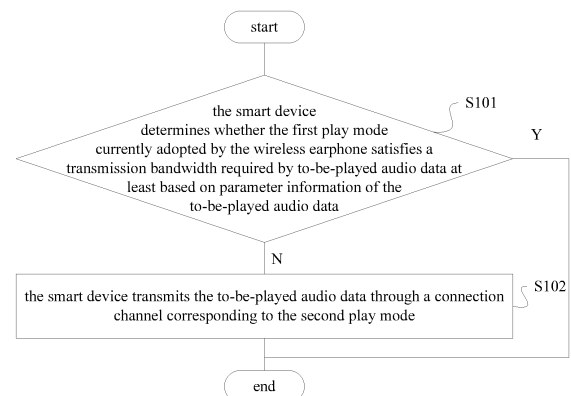 start
the smart device
determines whether the first play mode
currently adopted by the wireless earphone satisfies a
transmission bandwidth required by to-be-played audio data at
least based on parameter information of the
to-be-played audio data
S101
Y
N
the smart device transmits the to-be-played audio data through a connection
channel corresponding to the second play mode
S102
end